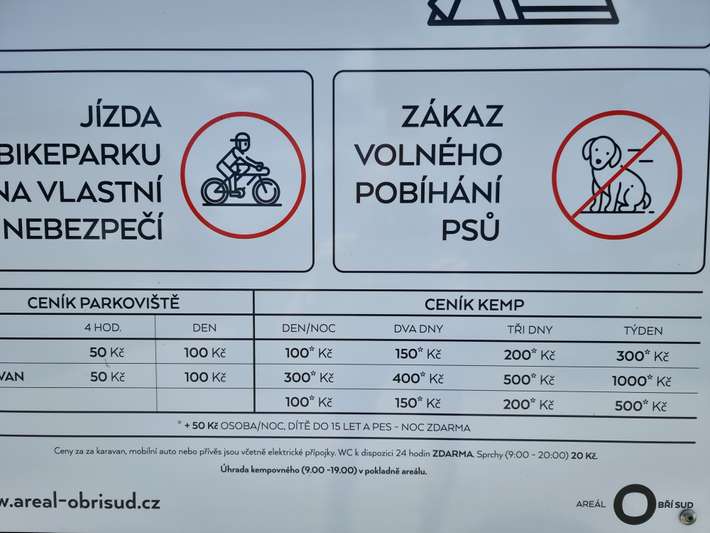 JÍZDA
BIKEPARKU
NA VLASTNÍ
NEBEZPEČÍ
ZÁKAZ
VOLNÉHO
POBÍHÁNÍ
PSŮ
CENÍK PARKOVIŠTĚ CENÍK KEMP
4 HOD. DEN DEN/NOC DVA DNY TŘI DNY TÝDEN
50 Kč 100 Kč 100* Kč 150* Kč 200* Kč 300* Kč
VAN 50 Kč 100 Kč 300* Kč 400* Kč 500* Kč 1000* Kč
100* Kč 150* Kč 200* Kč 500* Kč
* + 50 Kč OSOBA/NOC, DÍTĚ DO 15 LET A PES – NOC ZDARMA
Ceny za za karavan, mobilní auto nebo přívěs jsou včetně elektrické přípojky. WC k dispozici 24 hodin ZDARMA. Sprchy (9:00 – 20:00) 20 Kč.
Úhrada kempovného (9.00 -19.00) v pokladně areálu.
w.areal-obrisud.cz
AREÁL OBŘÍ SUD